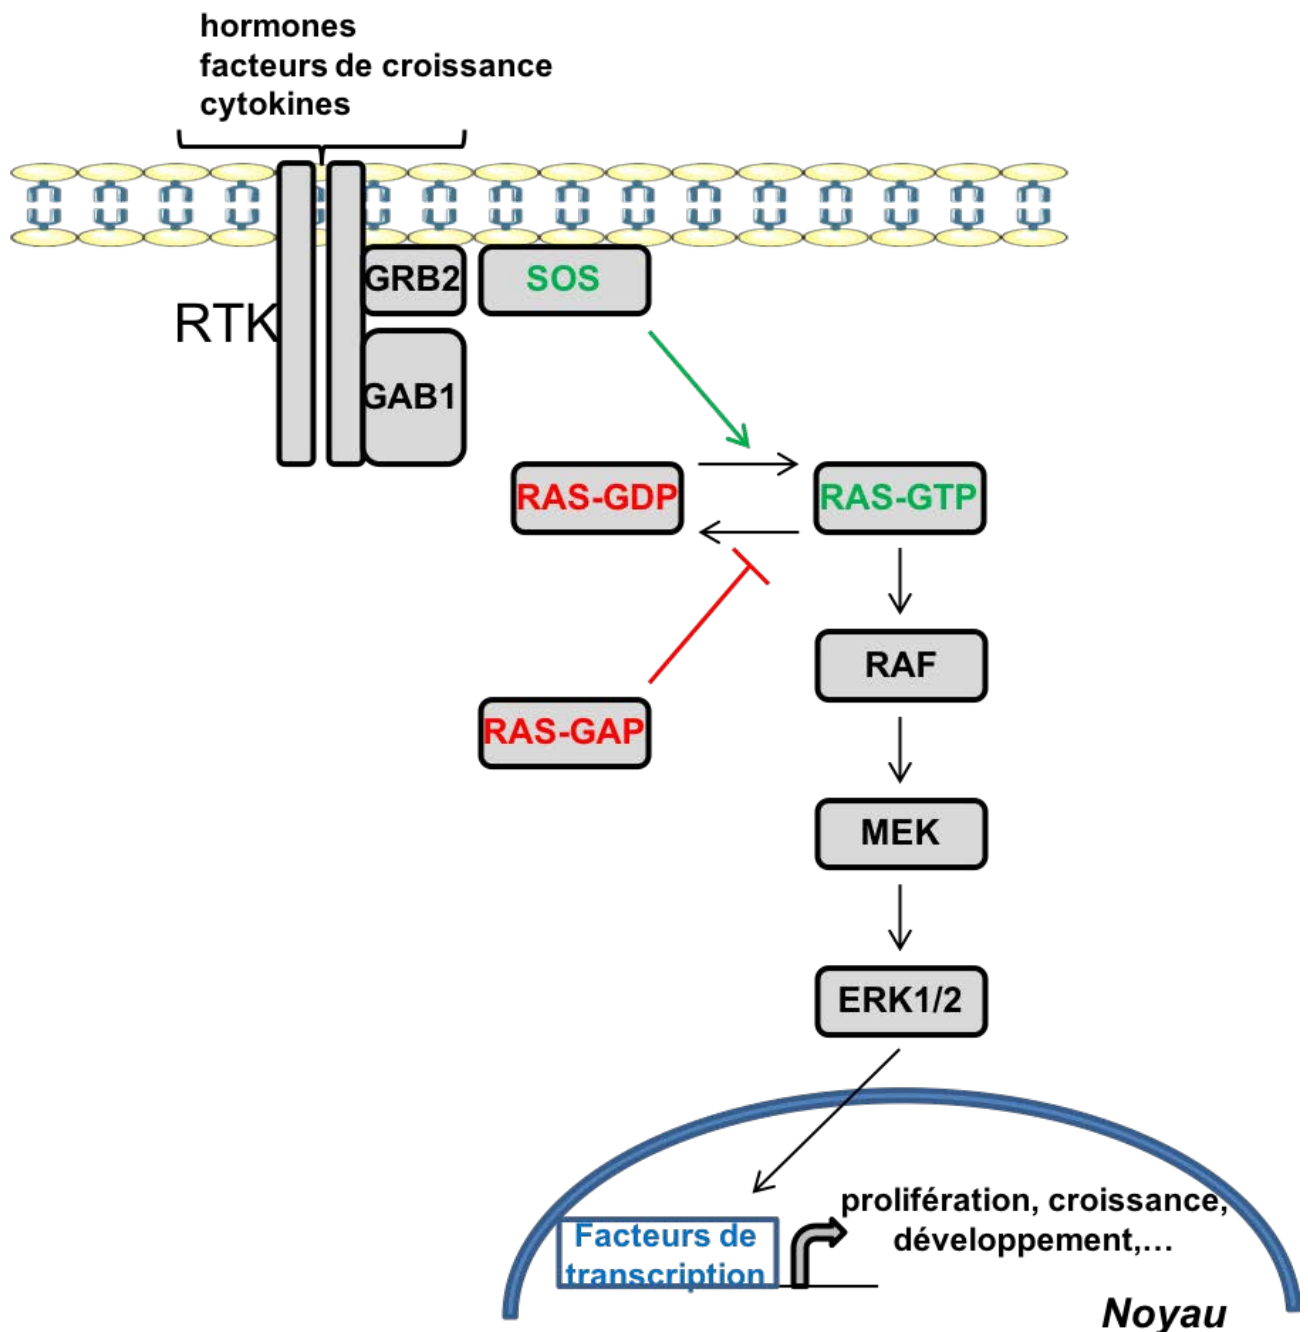 hormones
facteurs de croissance
cytokines
GRB2
SOS
RTK
GAB1
RAS-GDP
RAS-GTP
RAF
RAS-GAP
MEK
ERK1/2
prolifération, croissance,
développement,...
Facteurs de
transcription
Noyau